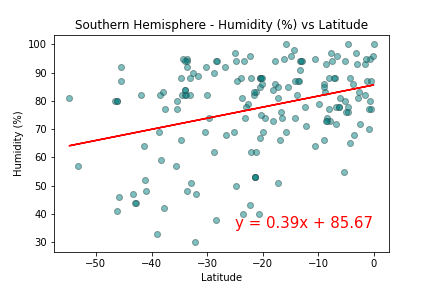 Southern Hemisphere - Humidity (%) vs Latitude
100
90
80
70
60
50
40
30
Humidity (%)
y = 0.39x + 85.67
−50 −40 −30 −20 −10 0
Latitude